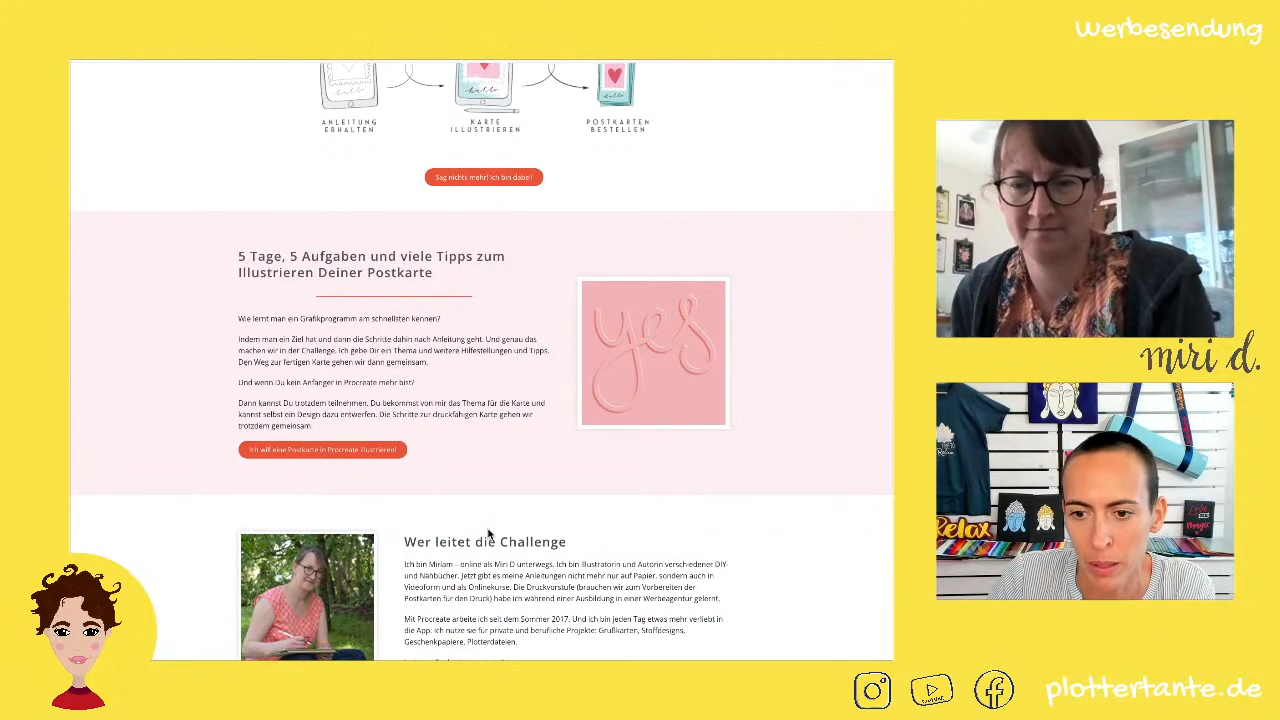 werbesendung
hallo
hallo
hallo
ANLEITUNG
ERHALTEN
KARTE
ILLUSTRIEREN
POSTKARTEN
BESTELLEN
Sag nichts mehr! Ich bin dabei!
5 Tage, 5 Aufgaben und viele Tipps zum
Illustrieren Deiner Postkarte
Wie lernt man ein Grafikprogramm am schnellsten kennen?
Indem man ein Ziel hat und dann die Schritte dahin nach Anleitung geht. Und genau das
machen wir in der Challenge. Ich gebe Dir ein Thema und weitere Hilfestellungen und Tipps.
Den Weg zur fertigen Karte gehen wir dann gemeinsam.
Und wenn Du kein Anfänger in Procreate mehr bist?
Dann kannst Du trotzdem teilnehmen. Du bekommst von mir das Thema für die Karte und
kannst selbst ein Design dazu entwerfen. Die Schritte zur druckfähigen Karte gehen wir
trotzdem gemeinsam.
Ich will eine Postkarte in Procreate illustrieren!
yes
Wer leitet die Challenge
Ich bin Miriam – online als Miri D unterwegs. Ich bin Illustratorin und Autorin verschiedener DIY-
und Nähbücher. Jetzt gibt es meine Anleitungen nicht mehr nur auf Papier, sondern auch in
Videoform und als Onlinekurse. Die Druckvorstufe (brauchen wir zum Vorbereiten der
Postkarten für den Druck) habe ich während einer Ausbildung in einer Werbeagentur gelernt.
Mit Procreate arbeite ich seit dem Sommer 2017. Und ich bin jeden Tag etwas mehr verliebt in
die App. Ich nutze sie für private und berufliche Projekte: Grußkarten, Stoffdesigns,
Geschenkpapiere. Plotterdateien.
miri d.
Relax
plottertante.de